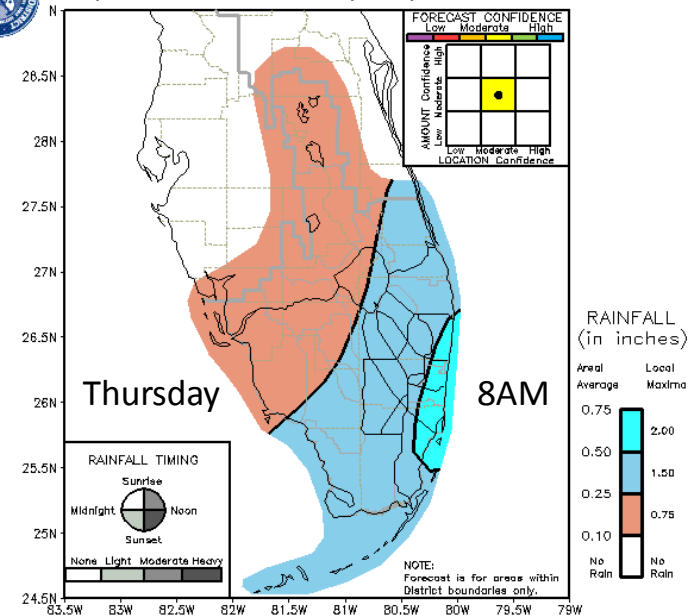 DISTRICT
FORECAST CONFIDENCE
Low Moderate High
AMOUNT Confidence
Low Moderate High
Low Moderate High
LOCATION Confidence
N
28.5N
28N
27.5N
27N
26.5N
26N
25.5N
25N
24.5N
Thursday
8AM
RAINFALL
(in inches)
Areal Average
Local Maxima
0.75
2.00
0.50
1.50
0.25
0.75
0.10
No Rain
No Rain
RAINFALL TIMING
Sunrise
Midnight
Noon
Sunset
None Light Moderate Heavy
NOTE:
Forecast is for areas within
District boundaries only.
83.5W 83W 82.5W 82W 81.5W 81W 80.5W 80W 79.5W 79W